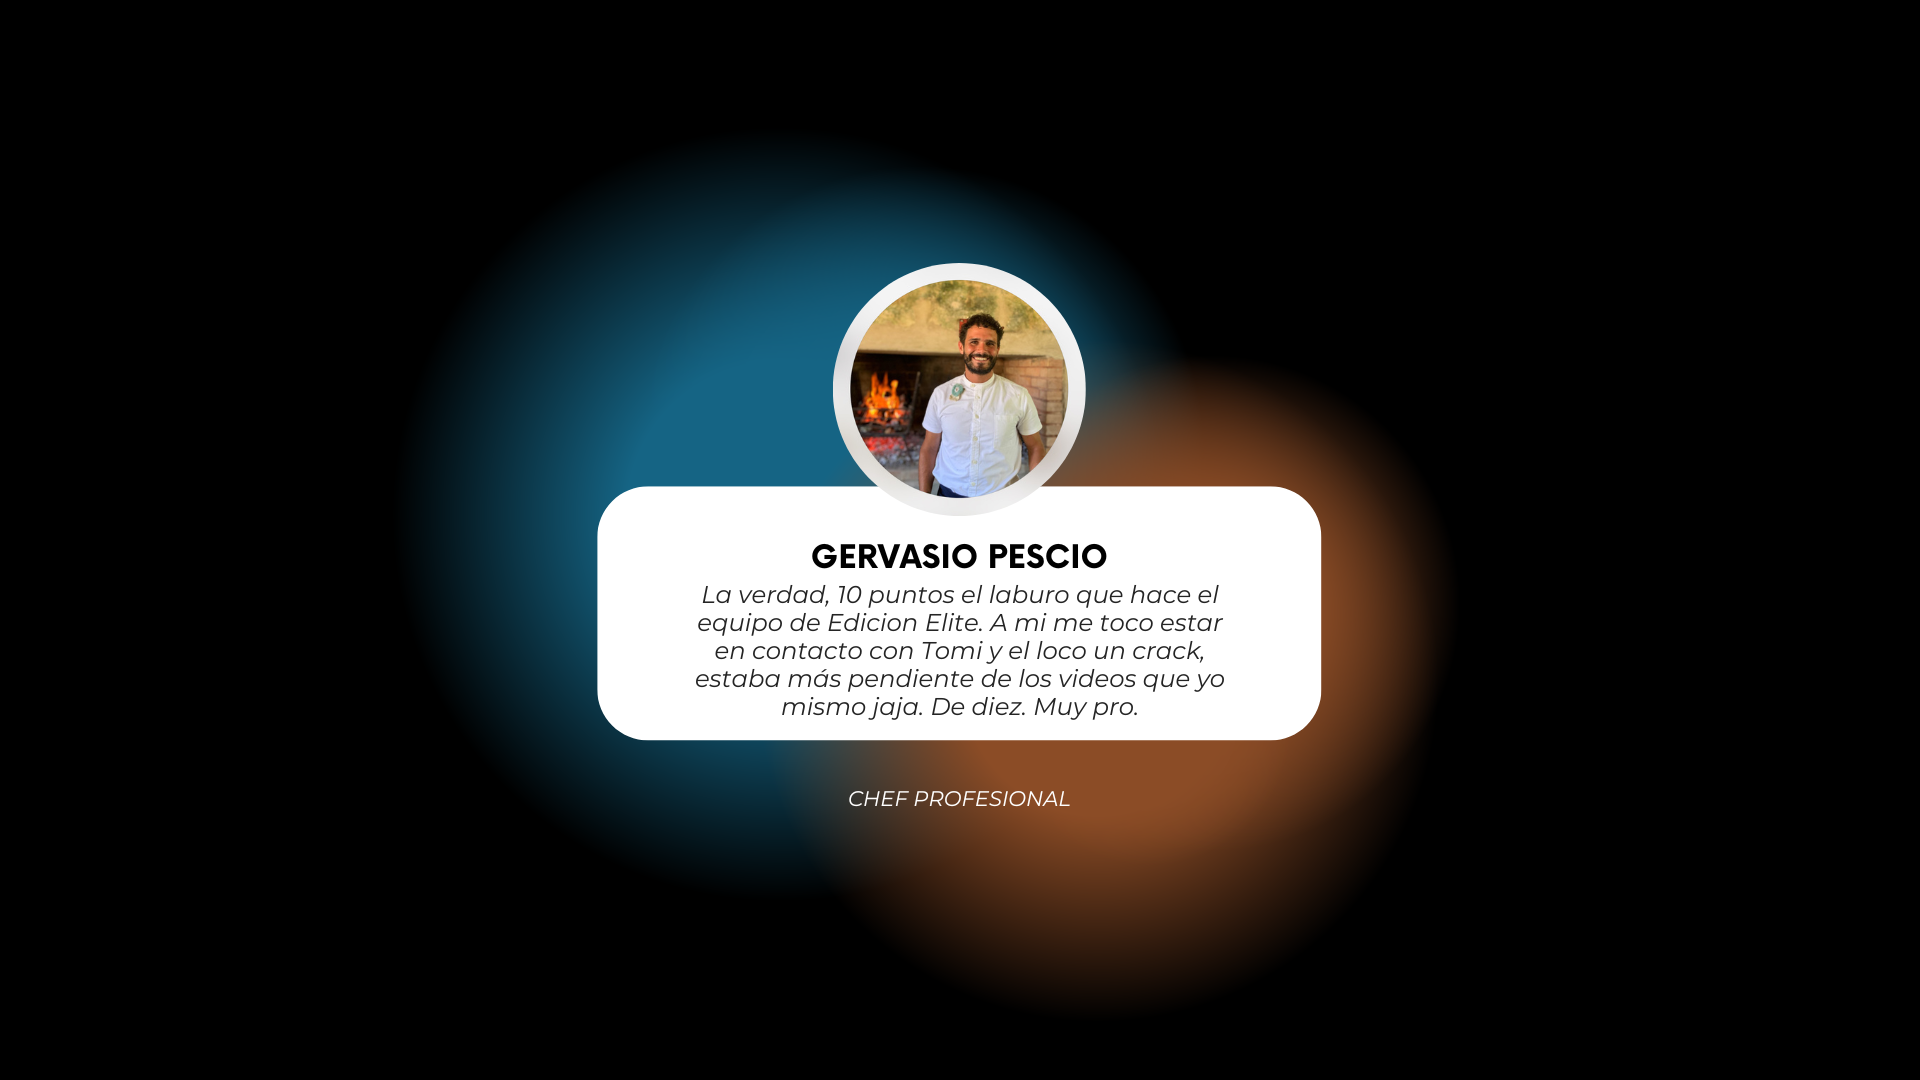 GERVASIO PESCIO
La verdad, 10 puntos el laburo que hace el
equipo de Edicion Elite. A mi me toco estar
en contacto con Tomi y el loco un crack,
estaba más pendiente de los videos que yo
mismo jaja. De diez. Muy pro.
CHEF PROFESIONAL